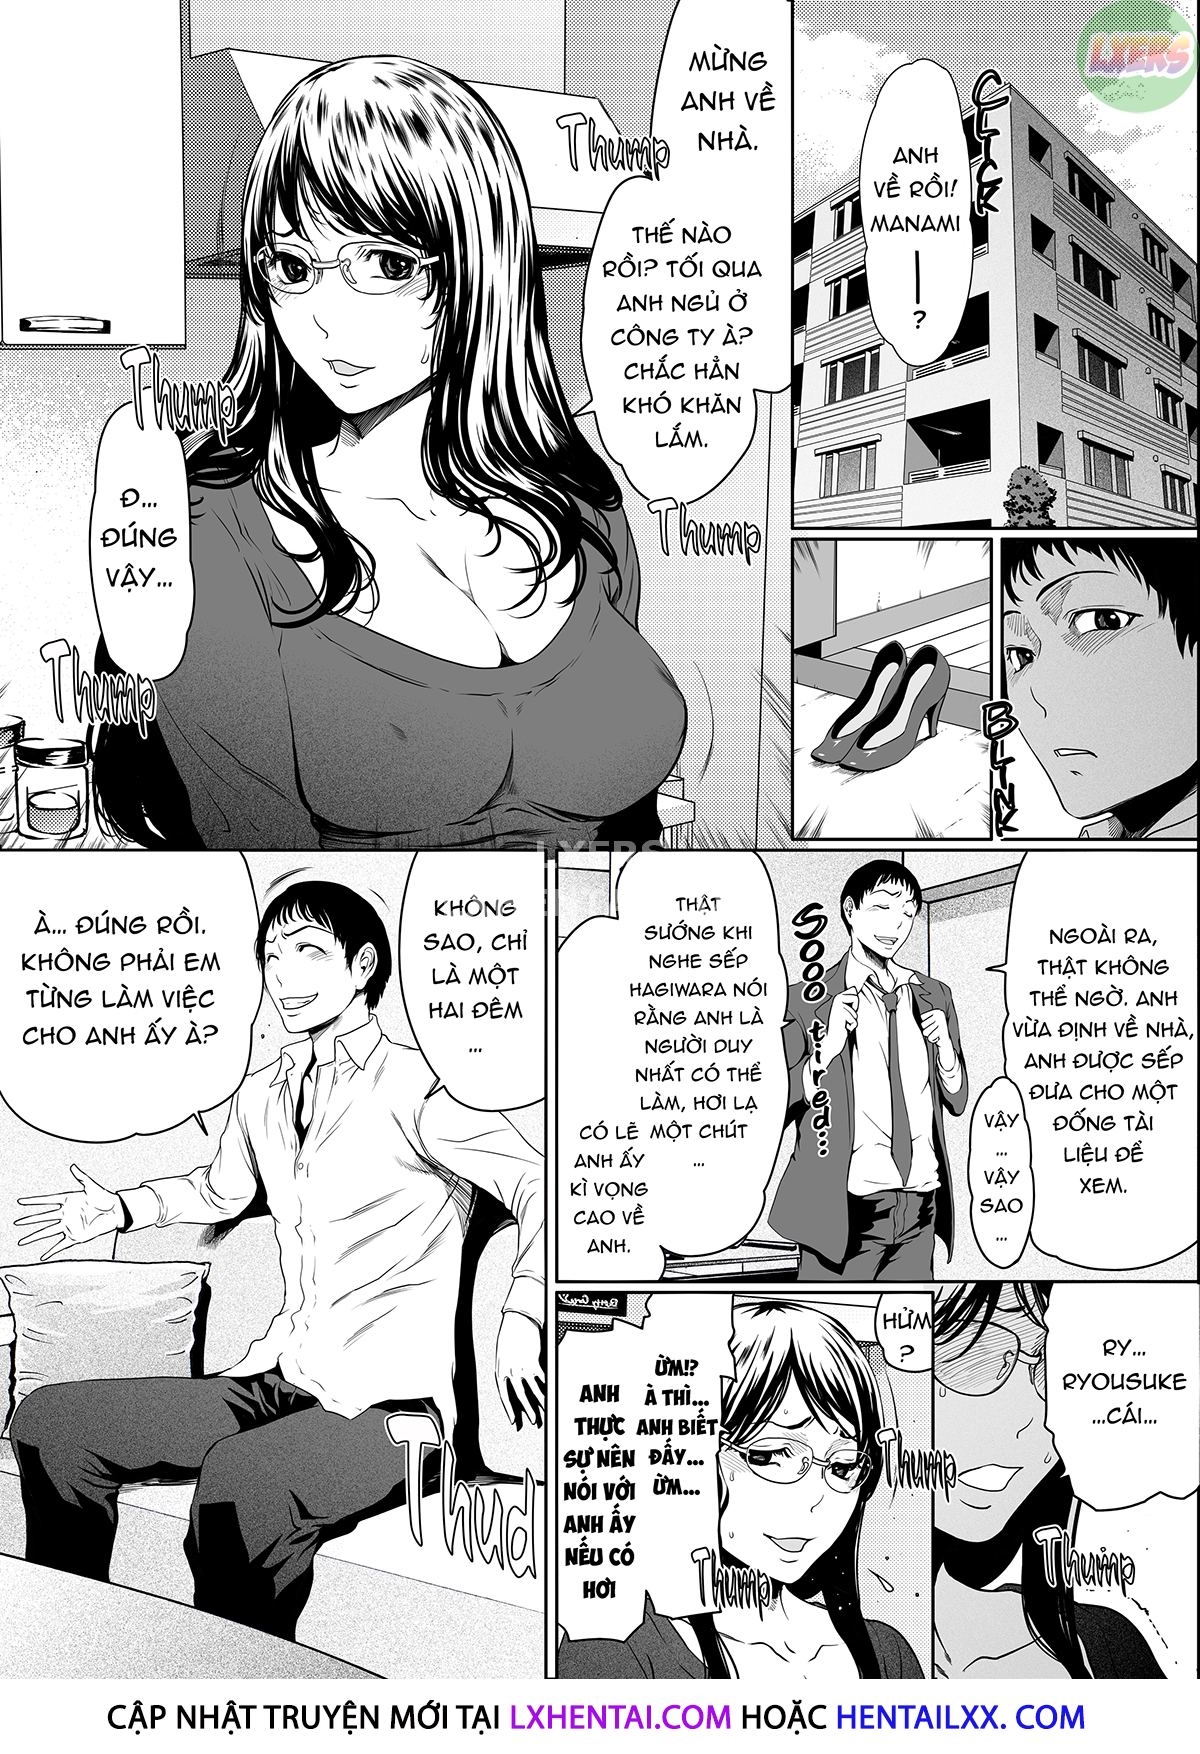 LXERS
CLICK
ANH
VỀ RỒI!
MANAMI
—
?
MỪNG
ANH VỀ
NHÀ.
Thump
THẾ NÀO
RỒI? TỐI QUA
ANH NGỦ Ở
CÔNG TY À?
CHẮC HẲN
KHÓ KHĂN
LẮM.
Thump
Thump
Đ...
ĐÚNG
VẬY...
Thump
BLINK
NGOÀI RA,
THẬT KHÔNG
THỂ NGỜ. ANH
VỪA ĐỊNH VỀ NHÀ,
ANH ĐƯỢC SẾP
ĐƯA CHO MỘT
ĐỐNG TÀI
LIỆU ĐỂ
XEM.
VẬY
...
VẬY
SAO
...
Sooo tired...
THẬT
SƯỚNG KHI
NGHE SẾP
HAGIWARA NÓI
RẰNG ANH LÀ
NGƯỜI DUY
NHẤT CÓ THỂ
LÀM, HƠI LẠ
MỘT CHÚT
...
CÓ LẼ
ANH ẤY
KÌ VỌNG
CAO VỀ
ANH.
KHÔNG
SAO, CHỈ
LÀ MỘT
HAI ĐÊM
...
À... ĐÚNG RỒI.
KHÔNG PHẢI EM
TỪNG LÀM VIỆC
CHO ANH ẤY À?
Thud
RY...
RYOUSUKE
...CÁI...
Thump
HỬM
?
Thump
ỪM!?
À THÌ...
ANH BIẾT
ĐẤY...
ỪM...
ANH
THỰC
SỰ NÊN
NÓI VỚI
ANH ẤY
NẾU CÓ
HƠI
Thump
CẬP NHẬT TRUYỆN MỚI TẠI LXHENTAI.COM HOẶC HENTAILXX. COM